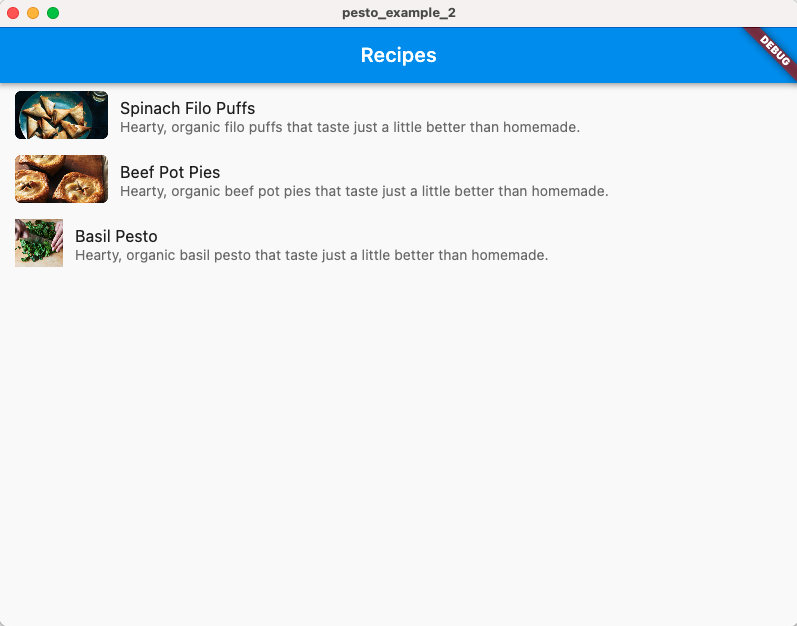 pesto_example_2
Recipes
DEBUG
Spinach Filo Puffs
Hearty, organic filo puffs that taste just a little better than homemade.
Beef Pot Pies
Hearty, organic beef pot pies that taste just a little better than homemade.
Basil Pesto
Hearty, organic basil pesto that taste just a little better than homemade.